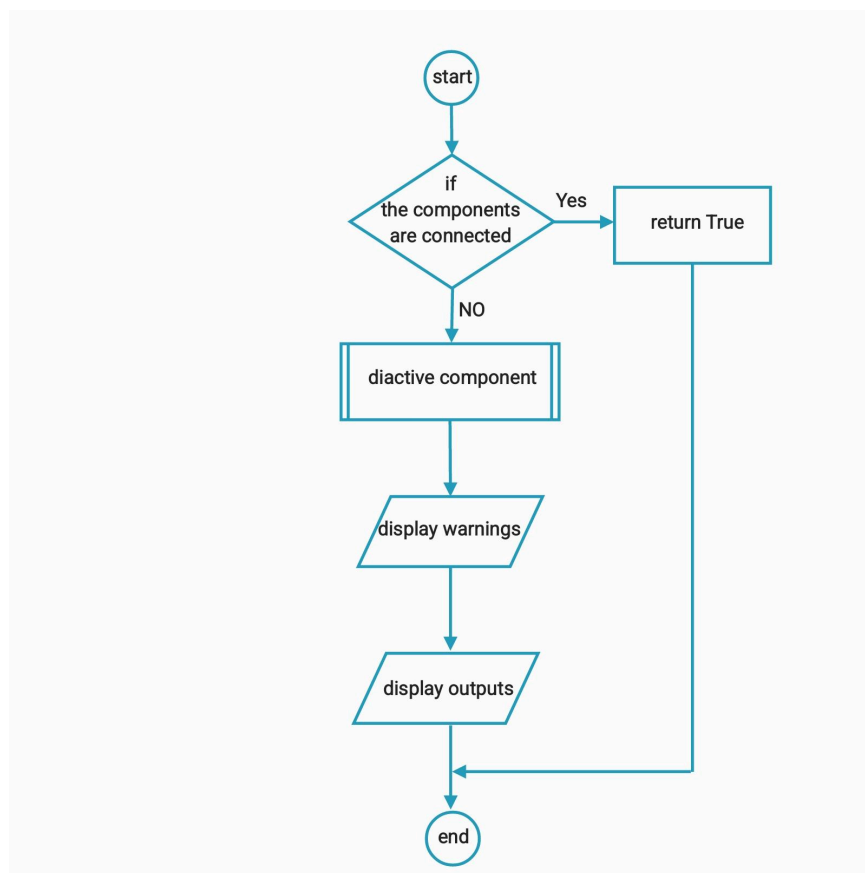 start
if
the components
are connected
Yes
return True
NO
diactive component
display warnings
display outputs
end